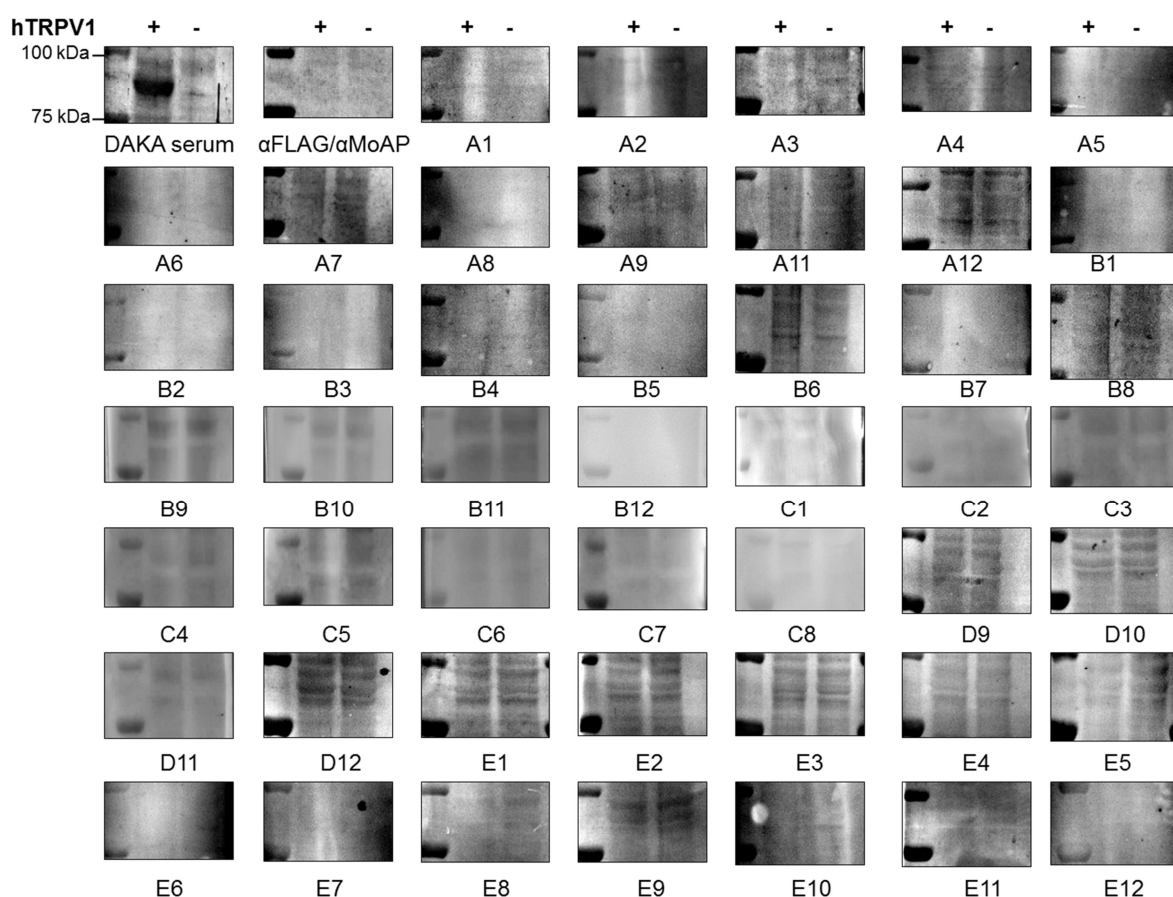 hTRPV1 + - + - + - + - + - + - + -
100 kDa
75 kDa
DAKA serum αFLAG/αMoAP A1 A2 A3 A4 A5
A6 A7 A8 A9 A11 A12 B1
B2 B3 B4 B5 B6 B7 B8
B9 B10 B11 B12 C1 C2 C3
C4 C5 C6 C7 C8 D9 D10
D11 D12 E1 E2 E3 E4 E5
E6 E7 E8 E9 E10 E11 E12